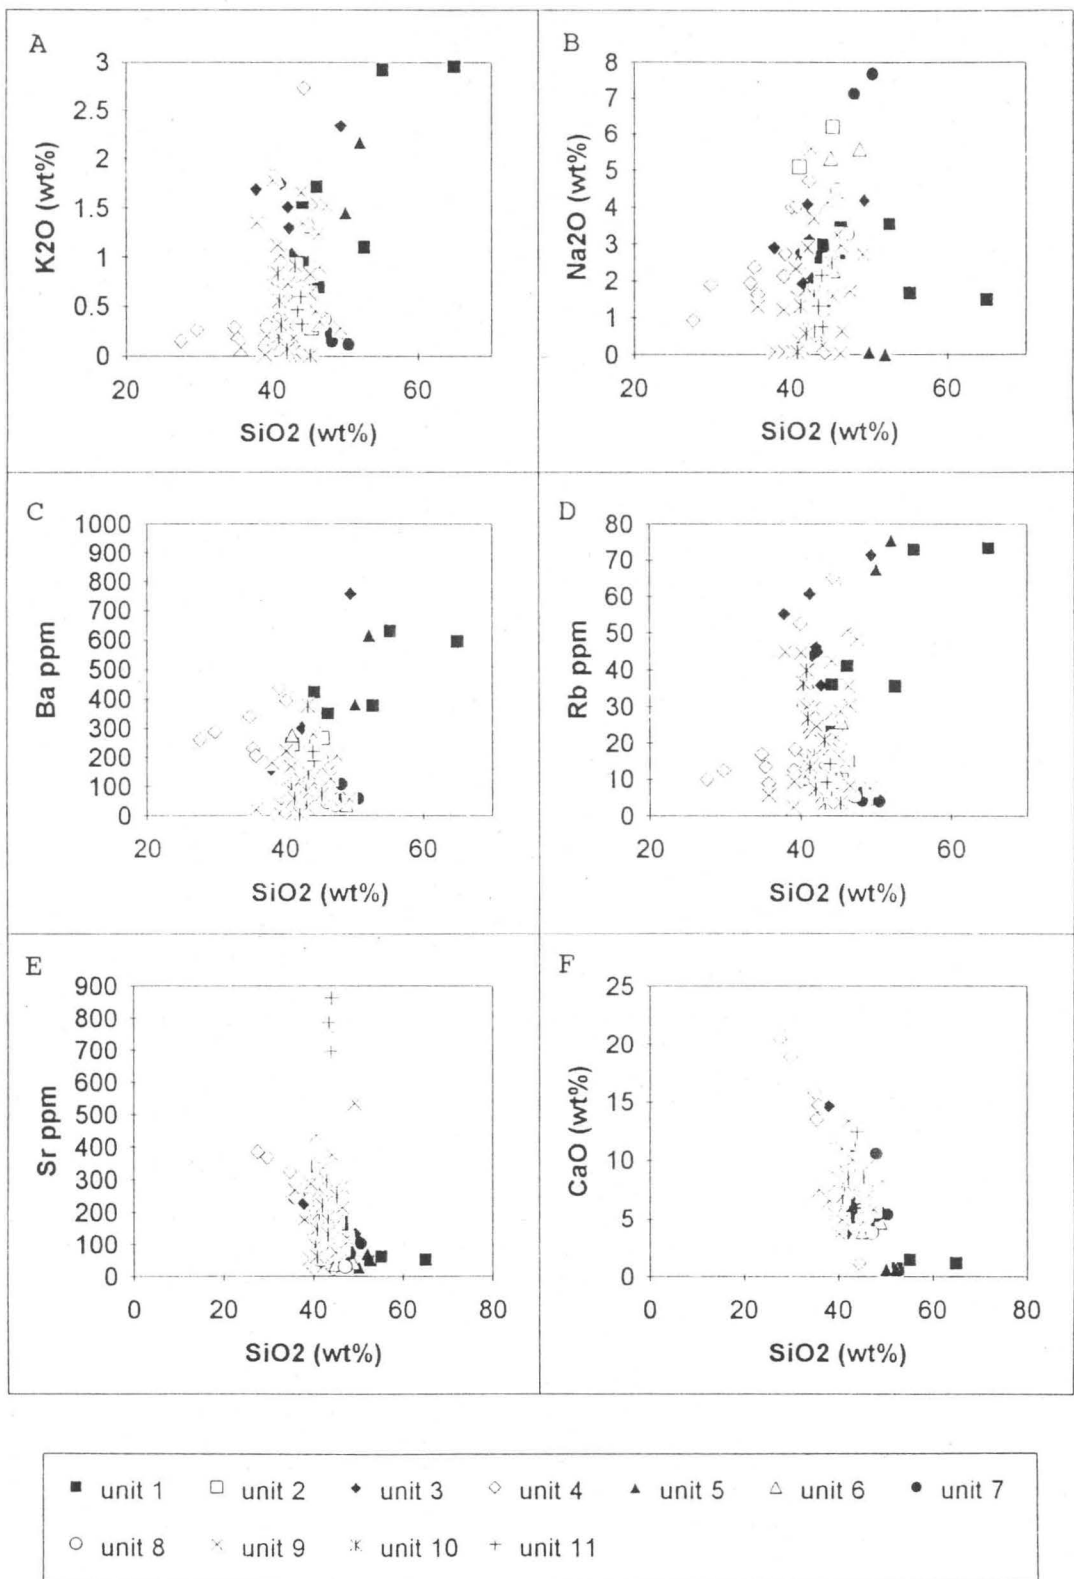 A
K2O (wt%)
3
2.5
2
1.5
1
0.5
0
20 40 60
SiO2 (wt%)
B
Na2O (wt%)
8
7
6
5
4
3
2
1
0
20 40 60
SiO2 (wt%)
C
Ba ppm
1000
900
800
700
600
500
400
300
200
100
0
20 40 60
SiO2 (wt%)
D
Rb ppm
80
70
60
50
40
30
20
10
0
20 40 60
SiO2 (wt%)
E
Sr ppm
900
800
700
600
500
400
300
200
100
0
0 20 40 60 80
SiO2 (wt%)
F
CaO (wt%)
25
20
15
10
5
0
0 20 40 60 80
SiO2 (wt%)
unit 1 unit 2 unit 3 unit 4 unit 5 unit 6 unit 7
unit 8 unit 9 unit 10 unit 11